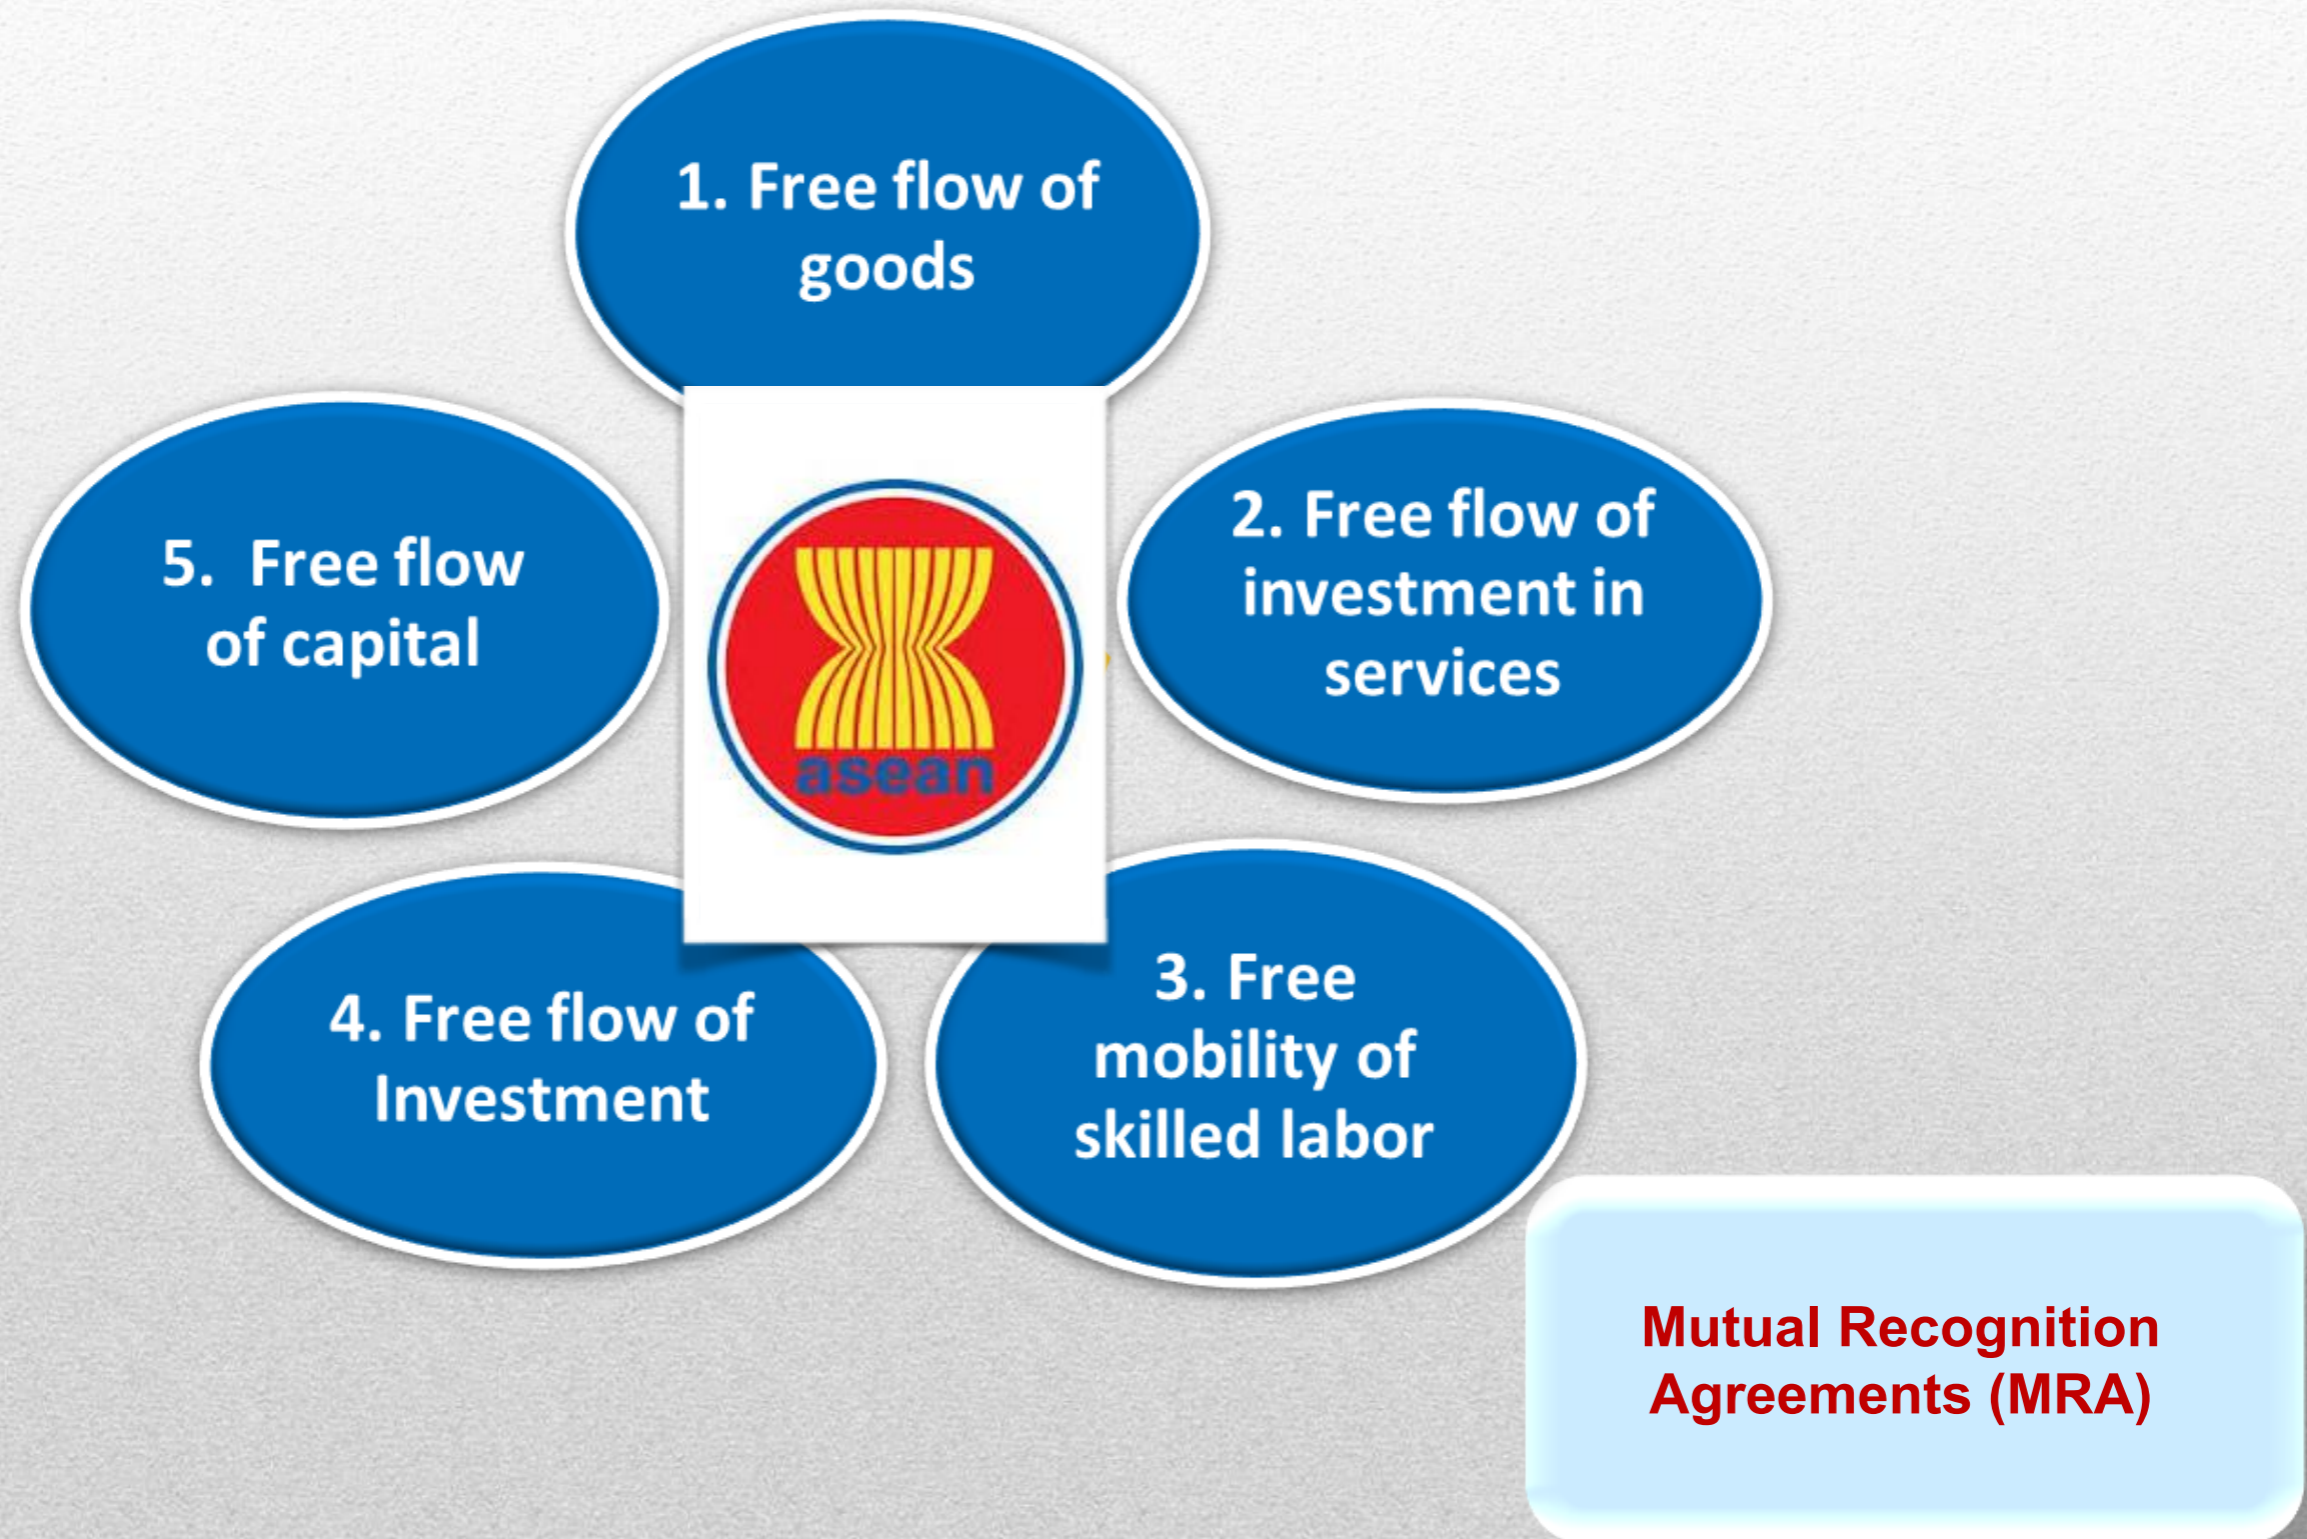 1. Free flow of
goods
2. Free flow of
investment in
services
3. Free
mobility of
skilled labor
4. Free flow of
Investment
5. Free flow
of capital
asean
Mutual Recognition
Agreements (MRA)